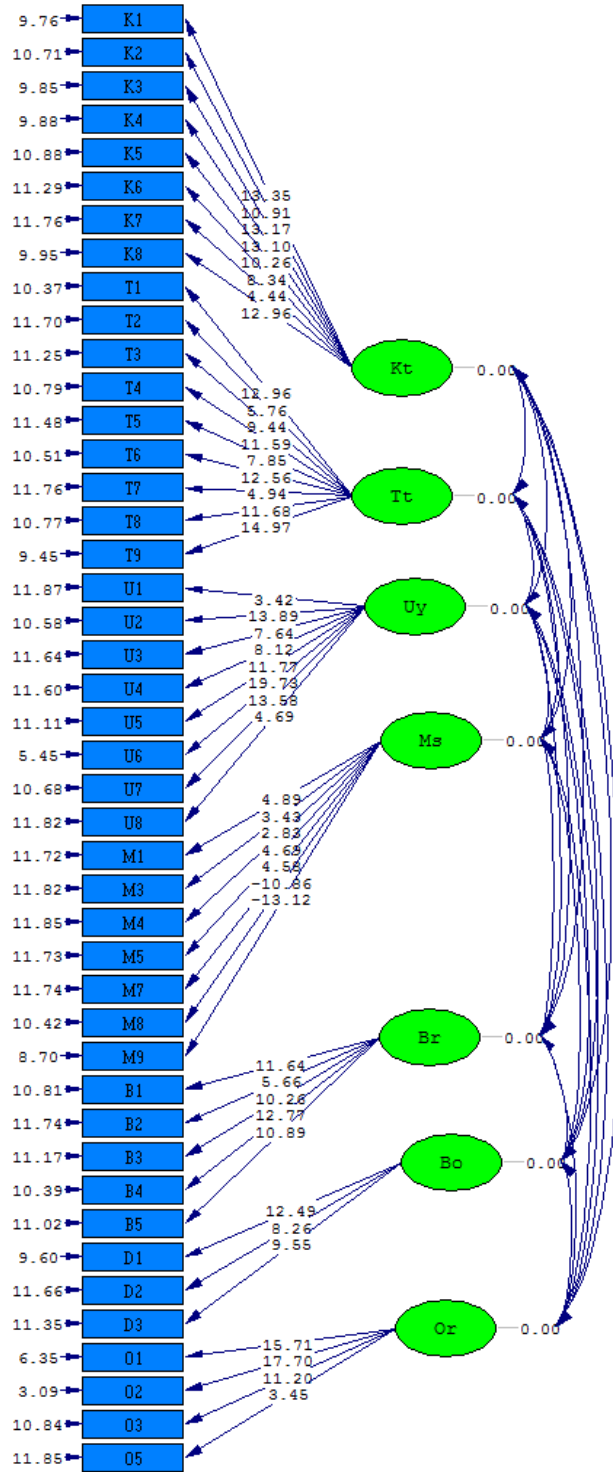 9.76 K1
10.71 K2
9.85 K3
9.88 K4
10.88 K5
11.29 K6
11.76 K7
9.95 K8
10.37 T1
11.70 T2
11.25 T3
10.79 T4
11.48 T5
10.51 T6
11.76 T7
10.77 T8
9.45 T9
11.87 U1
10.58 U2
11.64 U3
11.60 U4
11.11 U5
5.45 U6
10.68 U7
11.82 U8
11.72 M1
11.82 M3
11.85 M4
11.73 M5
11.74 M7
10.42 M8
8.70 M9
10.81 B1
11.74 B2
11.17 B3
10.39 B4
11.02 B5
9.60 D1
11.66 D2
11.35 D3
6.35 O1
3.09 O2
10.84 O3
11.85 O5
13.35
10.91
13.17
13.10
10.26
8.34
4.44
12.96
Kt 0.00
12.96
5.76
9.44
11.59
7.85
12.56
4.94
11.68
14.97
Tt 0.00
3.42
13.89
7.64
8.12
11.77
19.73
13.58
4.69
Uy 0.00
4.89
3.43
2.83
4.69
4.58
-10.86
-13.12
Ms 0.00
11.64
5.66
10.26
12.77
10.89
Br 0.00
12.49
8.26
9.55
Bo 0.00
15.71
17.70
11.20
3.45
Or 0.00